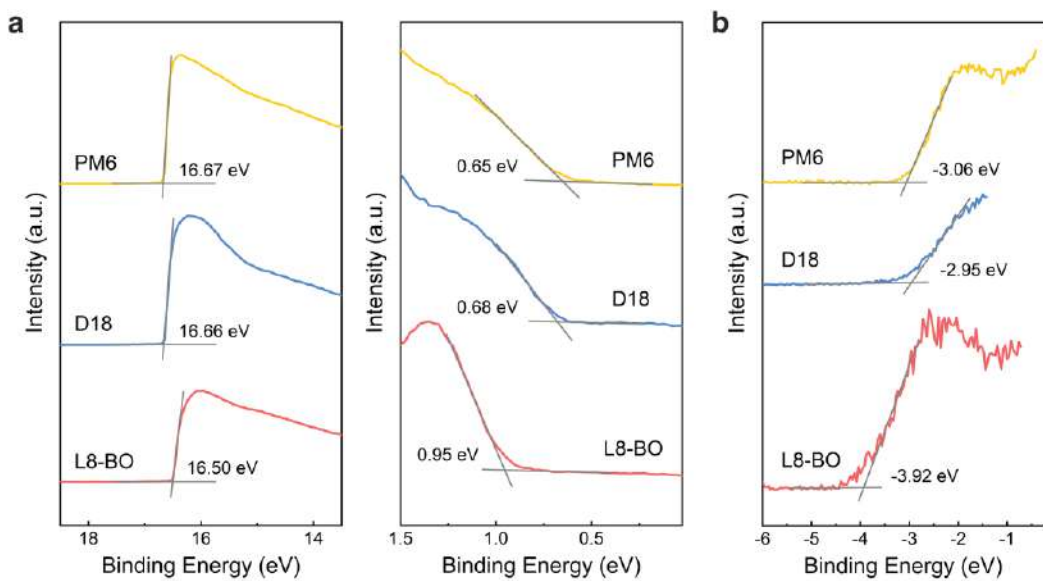 a
b
Intensity (a.u.)
PM6
16.67 eV
D18
16.66 eV
L8-BO
16.50 eV
18
16
14
Binding Energy (eV)
Intensity (a.u.)
0.65 eV
PM6
0.68 eV
D18
0.95 eV
L8-BO
1.5
1.0
0.5
Binding Energy (eV)
Intensity (a.u.)
PM6
-3.06 eV
D18
-2.95 eV
L8-BO
-3.92 eV
-6
-5
-4
-3
-2
-1
Binding Energy (eV)